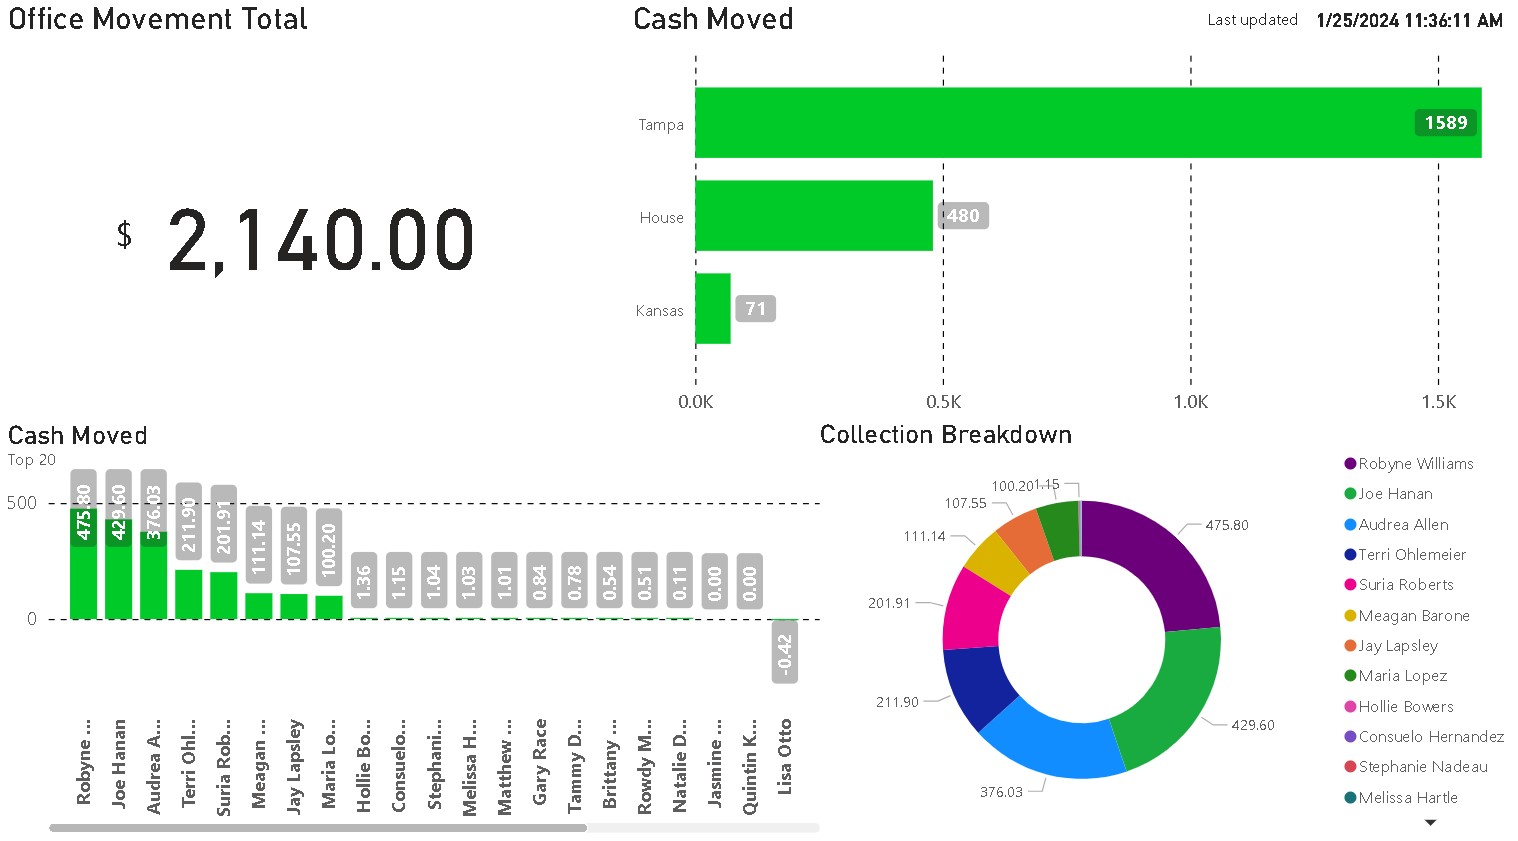 Office Movement Total
$ 2,140.00
Cash Moved
Last updated 1/25/2024 11:36:11 AM
Tampa 1589
House 480
Kansas 71
0.0K 0.5K 1.0K 1.5K
Cash Moved
Top 20
500
0
475.80 429.60 376.03 211.90 201.91 111.14 107.55 100.20 1.36 1.15 1.04 1.03 1.01 0.84 0.78 0.54 0.51 0.11 0.00 0.00 -0.42
Robyne ...
Joe Hanan
Audrea A...
Terri Ohl...
Suria Rob...
Meagan ...
Jay Lapsley
Maria Lo...
Hollie Bo...
Consuelo...
Stephani...
Melissa H...
Matthew ...
Gary Race
Tammy D...
Brittany ...
Rowdy M...
Natalie D...
Jasmine ...
Quintin K...
Lisa Otto
Collection Breakdown
475.80
429.60
376.03
211.90
201.91
111.14
107.55
100.20
1.15
Robyne Williams
Joe Hanan
Audrea Allen
Terri Ohlemeier
Suria Roberts
Meagan Barone
Jay Lapsley
Maria Lopez
Hollie Bowers
Consuelo Hernandez
Stephanie Nadeau
Melissa Hartle